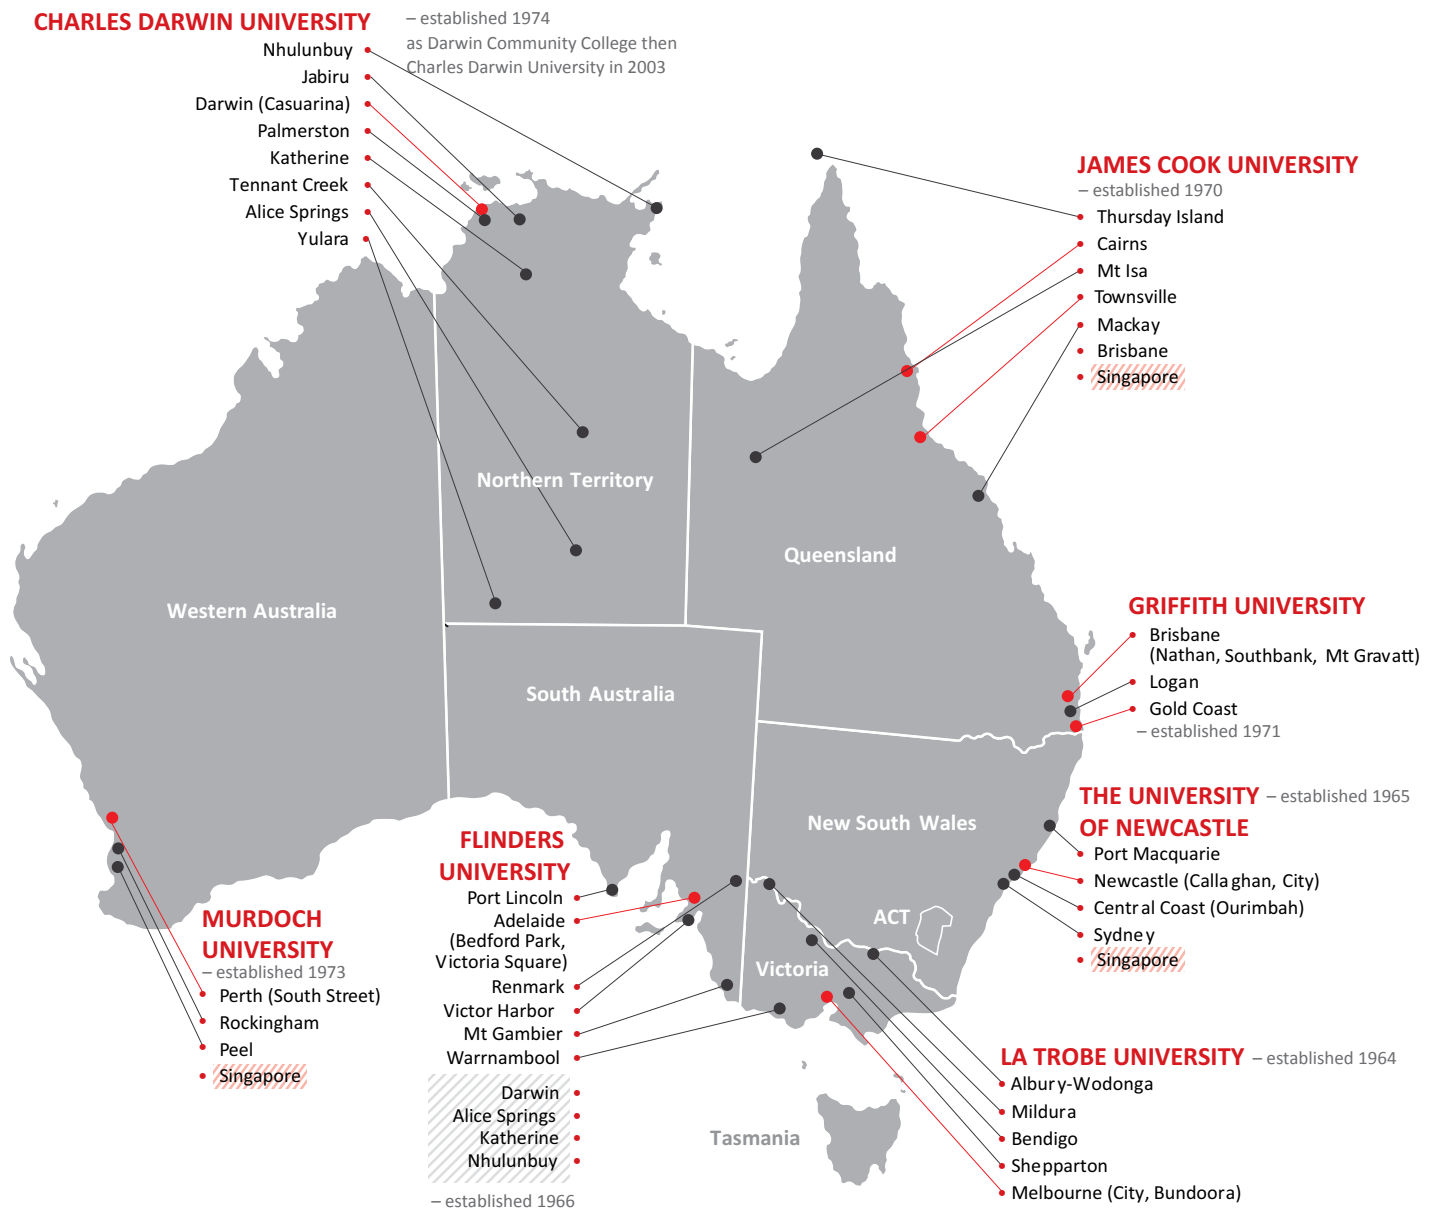 CHARLES DARWIN UNIVERSITY
– established 1974
as Darwin Community College then
Charles Darwin University in 2003
Nhulunbuy
Jabiru
Darwin (Casuarina)
Palmerston
Katherine
Tennant Creek
Alice Springs
Yulara
JAMES COOK UNIVERSITY
– established 1970
Thursday Island
Cairns
Mt Isa
Townsville
Mackay
Brisbane
Singapore
Northern Territory
Queensland
Western Australia
South Australia
New South Wales
ACT
Victoria
Tasmania
GRIFFITH UNIVERSITY
Brisbane
(Nathan, Southbank, Mt Gravatt)
Logan
Gold Coast
– established 1971
THE UNIVERSITY – established 1965
OF NEWCASTLE
Port Macquarie
Newcastle (Callaghan, City)
Central Coast (Ourimbah)
Sydney
Singapore
FLINDERS
UNIVERSITY
Port Lincoln
Adelaide
(Bedford Park,
Victoria Square)
Renmark
Victor Harbor
Mt Gambier
Warrnambool
Darwin
Alice Springs
Katherine
Nhulunbuy
– established 1966
MURDOCH
UNIVERSITY
– established 1973
Perth (South Street)
Rockingham
Peel
Singapore
LA TROBE UNIVERSITY – established 1964
Albury-Wodonga
Mildura
Bendigo
Shepparton
Melbourne (City, Bundoora)